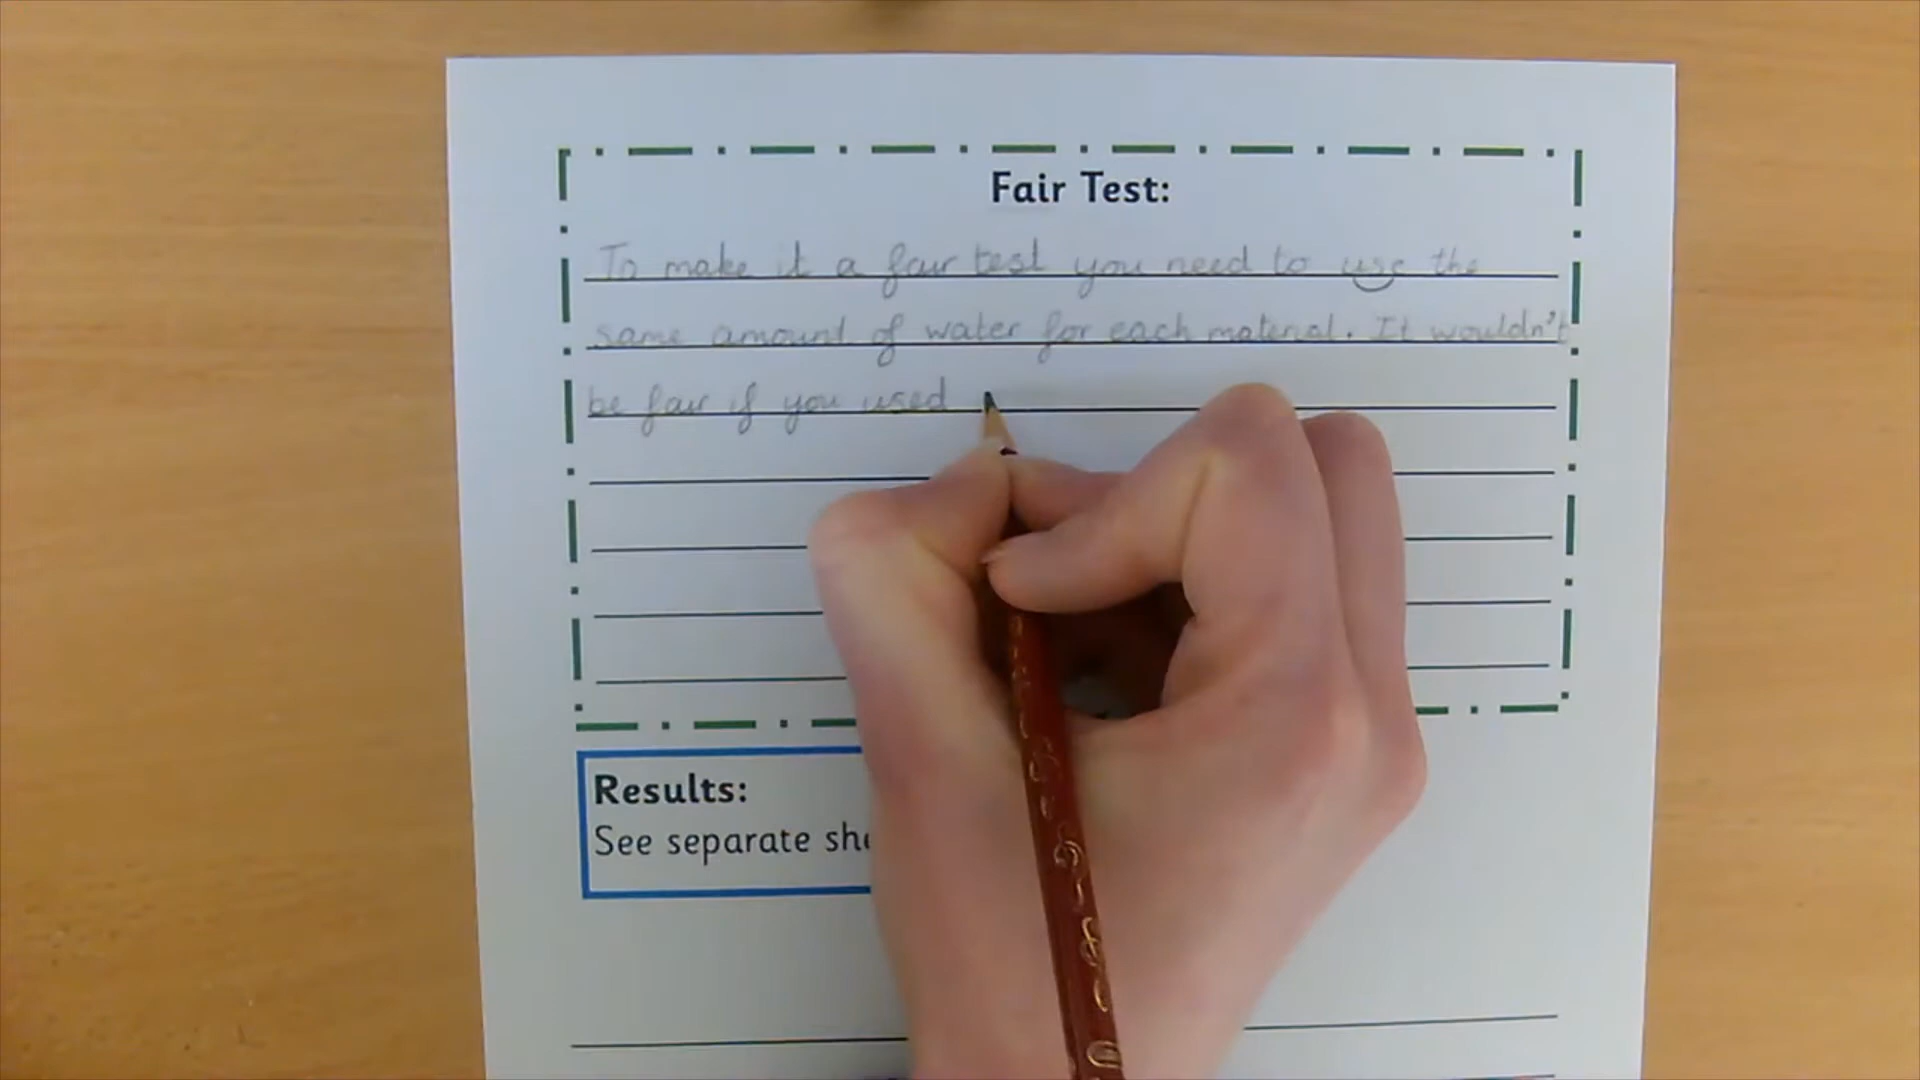 Fair Test:
To make it a fair test you need to use the
same amount of water for each material. It wouldn't
be fair if you used
Results:
See separate